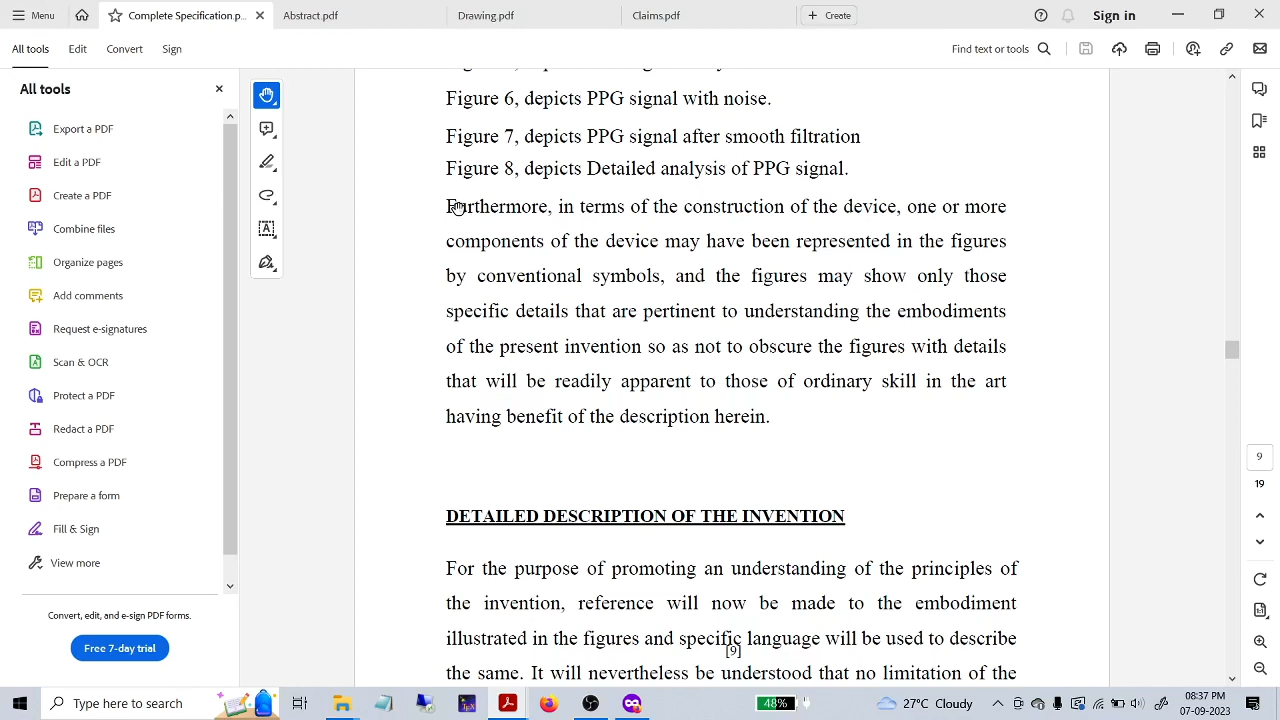 Menu
Complete Specification.p...
Abstract.pdf
Drawing.pdf
Claims.pdf
Create
Sign in
All tools
Edit
Convert
Sign
Find text or tools
All tools
Export a PDF
Edit a PDF
Create a PDF
Combine files
Organize pages
Add comments
Request e-signatures
Scan & OCR
Protect a PDF
Redact a PDF
Compress a PDF
Prepare a form
Fill & Sign
View more
Convert, edit, and e-sign PDF forms.
Free 7-day trial
Figure 6, depicts PPG signal with noise.
Figure 7, depicts PPG signal after smooth filtration
Figure 8, depicts Detailed analysis of PPG signal.
Furthermore, in terms of the construction of the device, one or more
components of the device may have been represented in the figures
by conventional symbols, and the figures may show only those
specific details that are pertinent to understanding the embodiments
of the present invention so as not to obscure the figures with details
that will be readily apparent to those of ordinary skill in the art
having benefit of the description herein.
DETAILED DESCRIPTION OF THE INVENTION
For the purpose of promoting an understanding of the principles of
the invention, reference will now be made to the embodiment
illustrated in the figures and specific language will be used to describe
[9]
the same. It will nevertheless be understood that no limitation of the
9
19
Type here to search
48%
27°C Cloudy
08:37 PM
07-09-2023